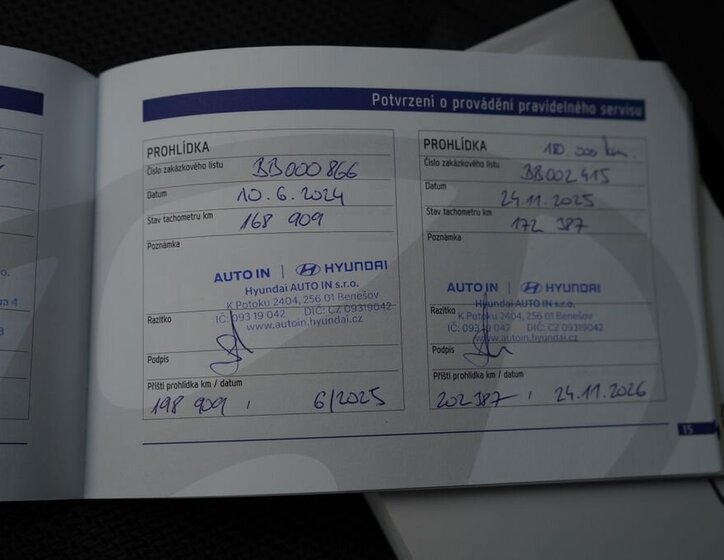 Potvrzení o provádění pravidelného servisu
PROHLÍDKA
Číslo zakázkového listu BB000866
Datum 10.6.2024
Stav tachometru km 168 909
Poznámka
AUTO IN | HYUNDAI
Hyundai AUTO IN s.r.o.
K Potoku 2404, 256 01 Benešov
IČ: 093 19 042 DIČ: CZ 09319042
www.autoin.hyundai.cz
Razítko
Podpis
Příští prohlídka km / datum
198 909 , 6/2025
PROHLÍDKA 180 000 km
Číslo zakázkového listu BB002415
Datum 24.11.2025
Stav tachometru km 172 387
Poznámka
AUTO IN | HYUNDAI
Hyundai AUTO IN s.r.o.
K Potoku 2404, 256 01 Benešov
IČ: 093 19 042 DIČ: CZ 09319042
www.autoin.hyundai.cz
Razítko
Podpis
Příští prohlídka km / datum
202387 , 24.11.2026
15